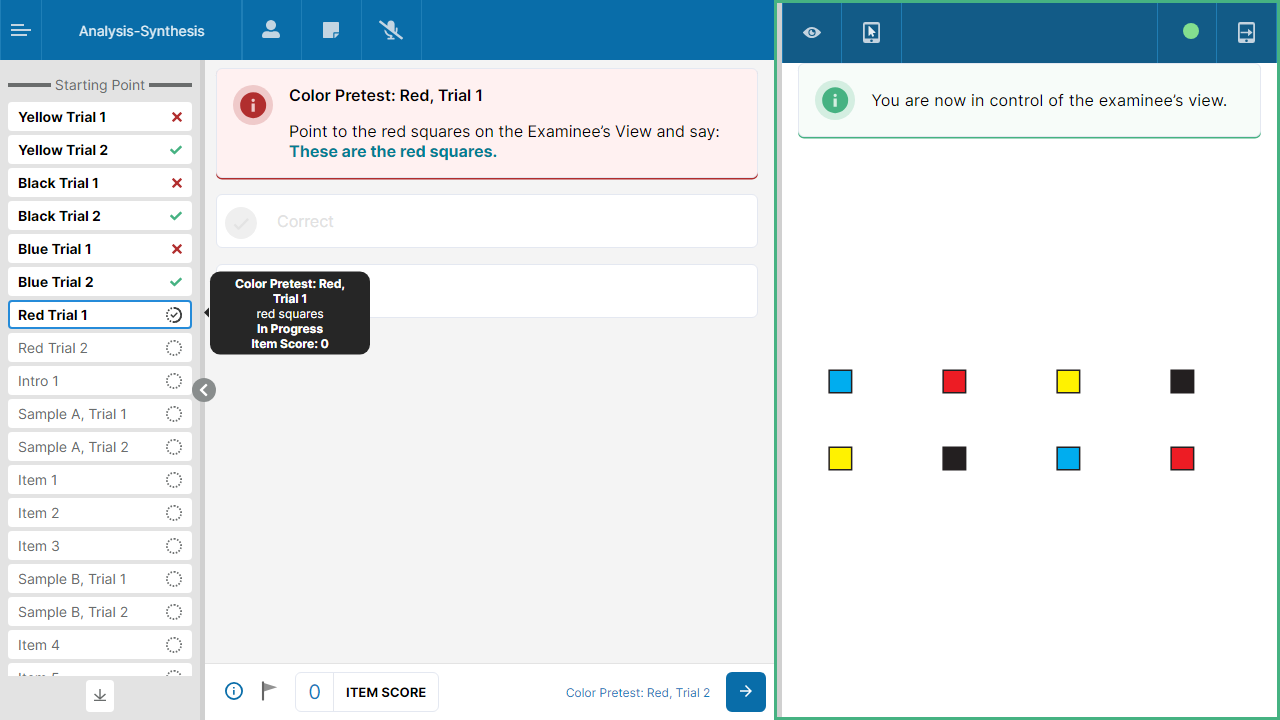 Analysis-Synthesis
Starting Point
Yellow Trial 1
Yellow Trial 2
Black Trial 1
Black Trial 2
Blue Trial 1
Blue Trial 2
Red Trial 1
Red Trial 2
Intro 1
Sample A, Trial 1
Sample A, Trial 2
Item 1
Item 2
Item 3
Sample B, Trial 1
Sample B, Trial 2
Item 4
Item 5
Color Pretest: Red, Trial 1
Point to the red squares on the Examinee’s View and say:
These are the red squares.
Correct
Color Pretest: Red,
Trial 1
red squares
In Progress
Item Score: 0
0 ITEM SCORE
Color Pretest: Red, Trial 2
You are now in control of the examinee’s view.